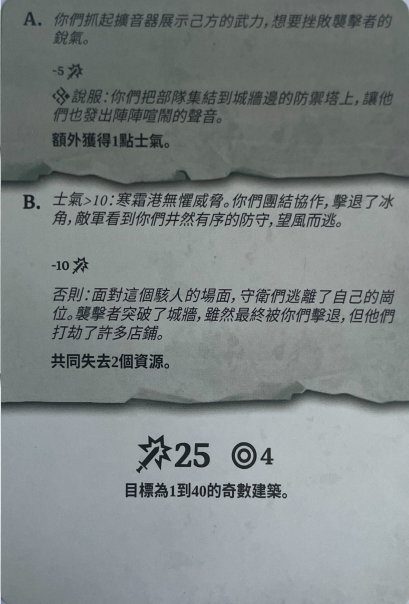 A. 你們抓起擴音器展示己方的武力，想要挫敗襲擊者的
銳氣。
-5
說服：你們把部隊集結到城牆邊的防禦塔上，讓他
們也發出陣陣喧鬧的聲音。
額外獲得1點士氣。
B. 士氣>10：寒霜港無懼威脅。你們團結協作，擊退了冰
角，敵軍看到你們井然有序的防守，望風而逃。
-10
否則：面對這個駭人的場面，守衛們逃離了自己的崗
位。襲擊者突破了城牆，雖然最終被你們擊退，但他們
打劫了許多店鋪。
共同失去2個資源。
25 4
目標為1到40的奇數建築。